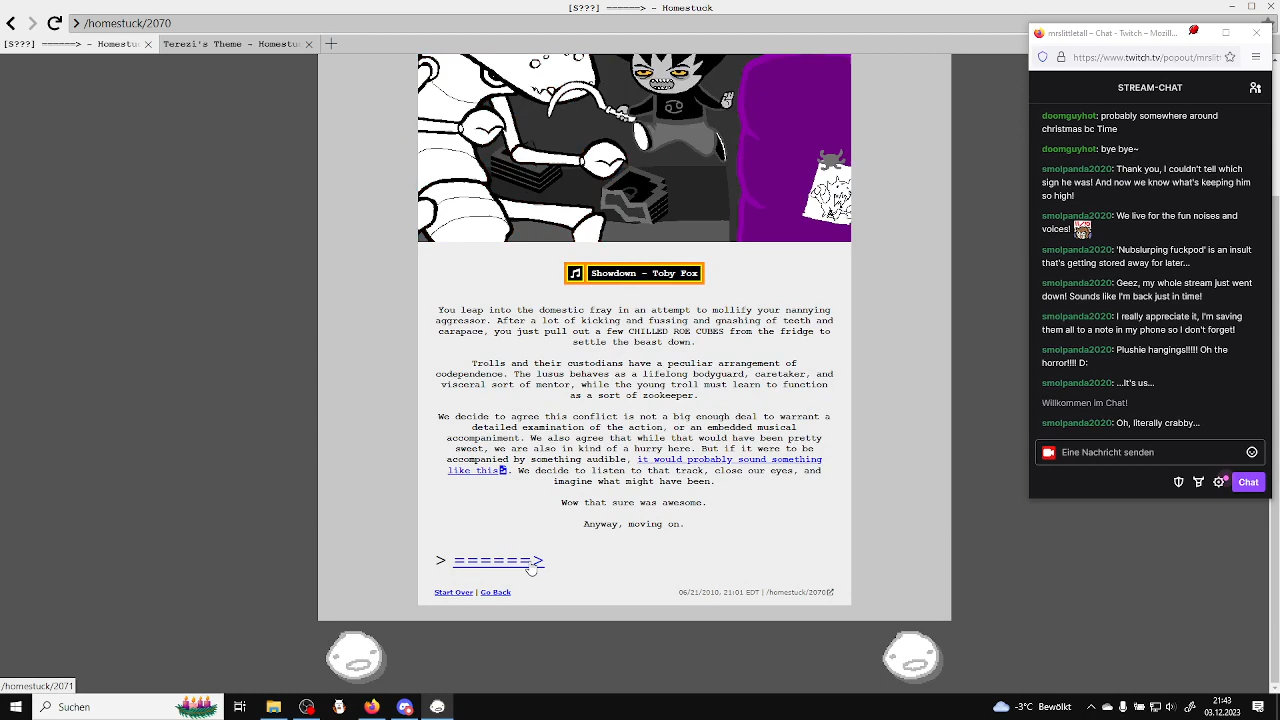 [S???] ======> - Homestuck
/homestuck/2070
[S???] ======> - Homestu
Terezi's Theme - Homestu
Showdown - Toby Fox
You leap into the domestic fray in an attempt to mollify your nannying
aggressor. After a lot of kicking and fussing and gnashing of teeth and
carapace, you just pull out a few CHILLED ROE CUBES from the fridge to
settle the beast down.
Trolls and their custodians have a peculiar arrangement of
codependence. The lusus behaves as a lifelong bodyguard, caretaker, and
visceral sort of mentor, while the young troll must learn to function
as a sort of zookeeper.
We decide to agree this conflict is not a big enough deal to warrant a
detailed examination of the action, or an embedded musical
accompaniment. We also agree that while that would have been pretty
sweet, we are also in kind of a hurry here. But if it were to be
accompanied by something audible, it would probably sound something
like this. We decide to listen to that track, close our eyes, and
imagine what might have been.
Wow that sure was awesome.
Anyway, moving on.
> ======>
Start Over | Go Back
06/21/2010, 21:01 EDT | /homestuck/2070
/homestuck/2071
mrslittletall – Chat - Twitch – Mozill...
https://www.twitch.tv/popout/mrslitt
STREAM-CHAT
doomguyhot: probably somewhere around
christmas bc Time
doomguyhot: bye bye~
smolpanda2020: Thank you, I couldn't tell which
sign he was! And now we know what's keeping him
so high!
smolpanda2020: We live for the fun noises and
voices!
smolpanda2020: 'Nubslurping fuckpod' is an insult
that's getting stored away for later...
smolpanda2020: Geez, my whole stream just went
down! Sounds like I'm back just in time!
smolpanda2020: I really appreciate it, I'm saving
them all to a note in my phone so I don't forget!
smolpanda2020: Plushie hangings!!!!! Oh the
horror!!!! D:
smolpanda2020: ...It's us...
Willkommen im Chat!
smolpanda2020: Oh, literally crabby...
Eine Nachricht senden
Chat
Suchen
-3°C Bewölkt
21:43
03.12.2023